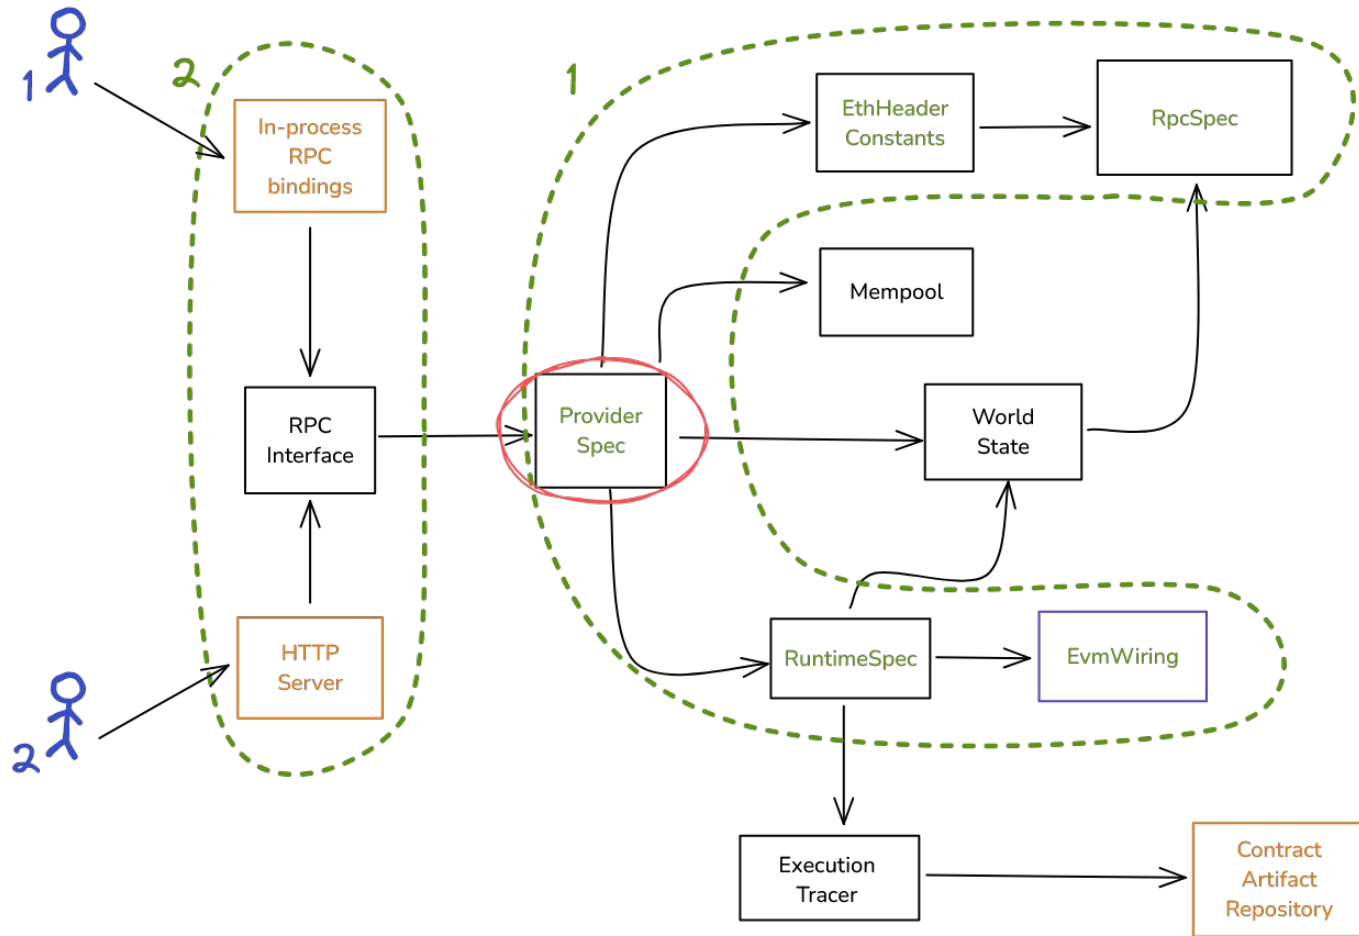 1
2
In-process
RPC
bindings
RPC
Interface
HTTP
Server
2
1
EthHeader
Constants
RpcSpec
Mempool
Provider
Spec
World
State
RuntimeSpec
EvmWiring
Execution
Tracer
Contract
Artifact
Repository